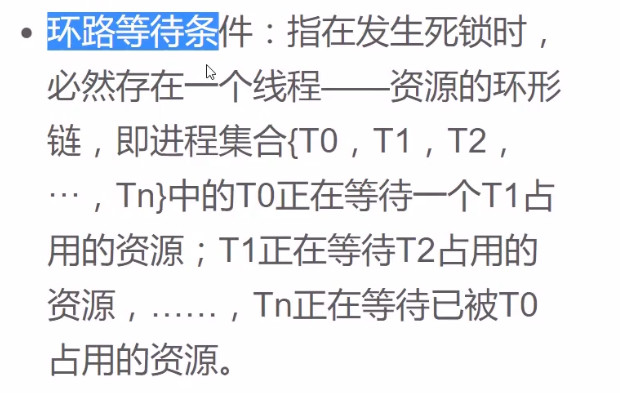 • 环路等待条件：指在发生死锁时，
必然存在一个线程——资源的环形
链，即进程集合{T0，T1，T2，
…，Tn}中的T0正在等待一个T1占
用的资源；T1正在等待T2占用的
资源，……，Tn正在等待已被T0
占用的资源。